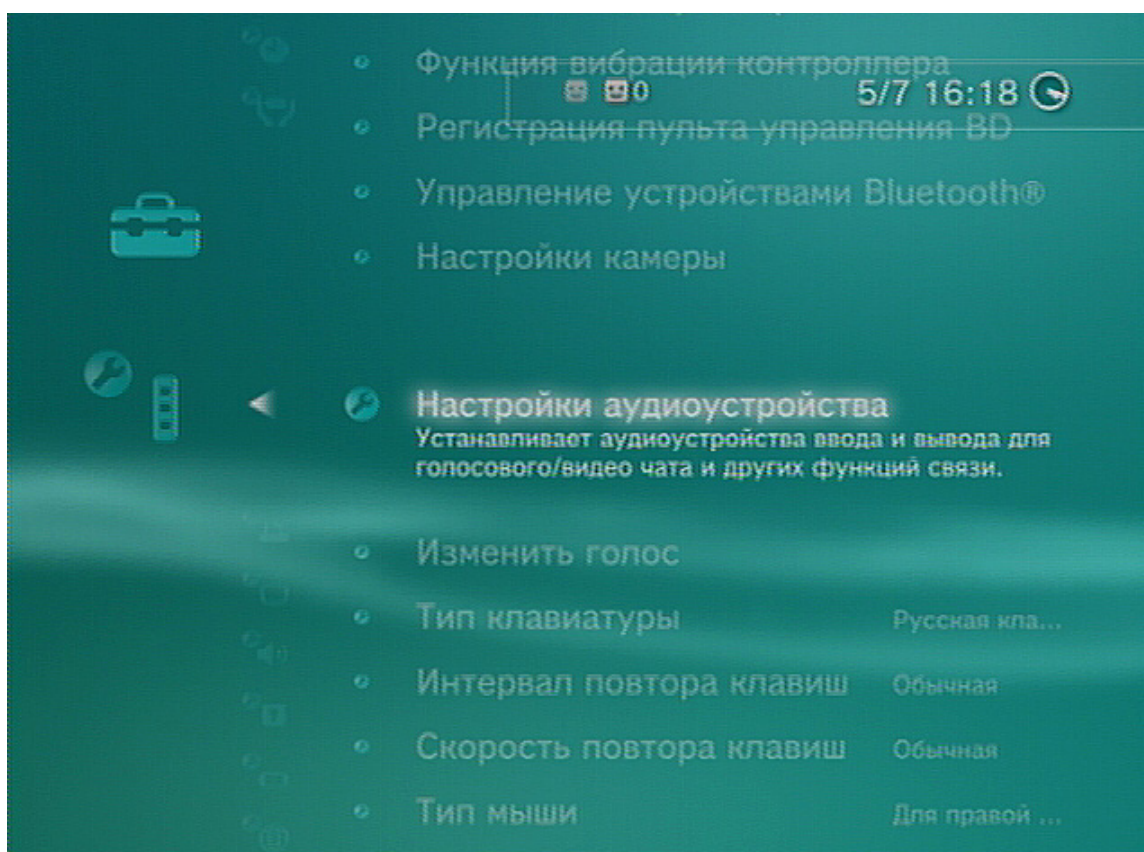 Функция вибрации контроллера
0 5/7 16:18
Регистрация пульта управления BD
Управление устройствами Bluetooth®
Настройки камеры
Настройки аудиоустройства
Устанавливает аудиоустройства ввода и вывода для
голосового/видео чата и других функций связи.
Изменить голос
Тип клавиатуры Русская кла...
Интервал повтора клавиш Обычная
Скорость повтора клавиш Обычная
Тип мыши Для правой ...